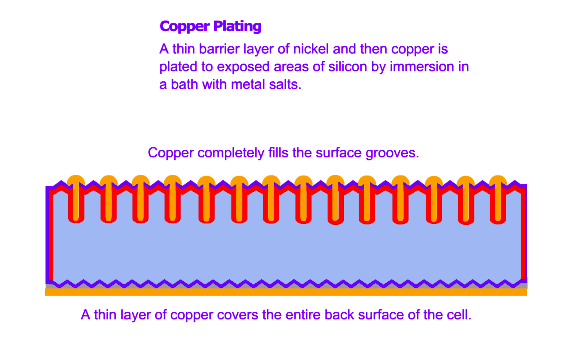 Copper Plating
A thin barrier layer of nickel and then copper is
plated to exposed areas of silicon by immersion in
a bath with metal salts.
Copper completely fills the surface grooves.
A thin layer of copper covers the entire back surface of the cell.